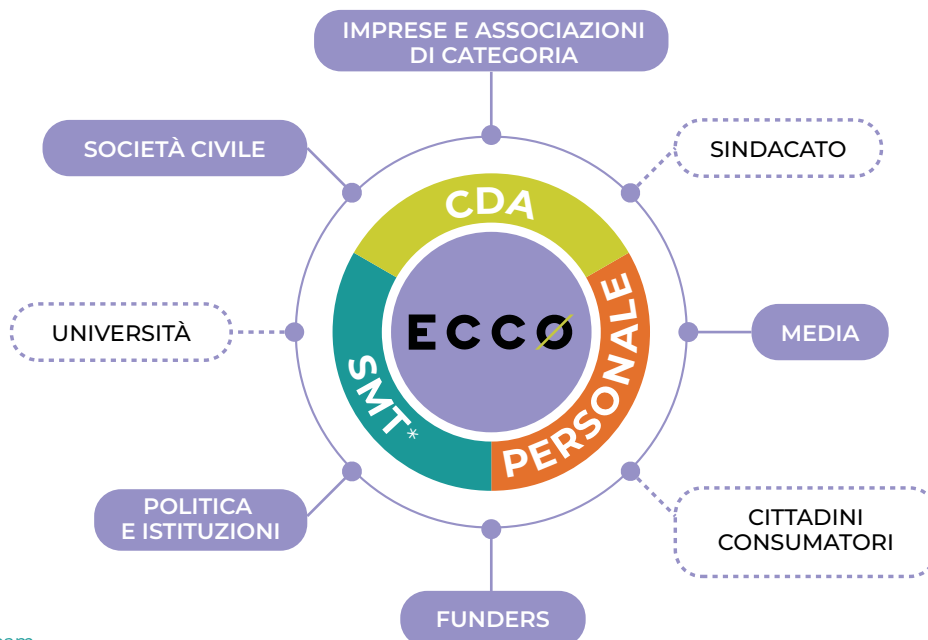 IMPRESE E ASSOCIAZIONI
DI CATEGORIA
SOCIETÀ CIVILE
SINDACATO
CDA
UNIVERSITÀ
ECCO
PERSONALE
MEDIA
SMT*
POLITICA
E ISTITUZIONI
CITTADINI
CONSUMATORI
FUNDERS